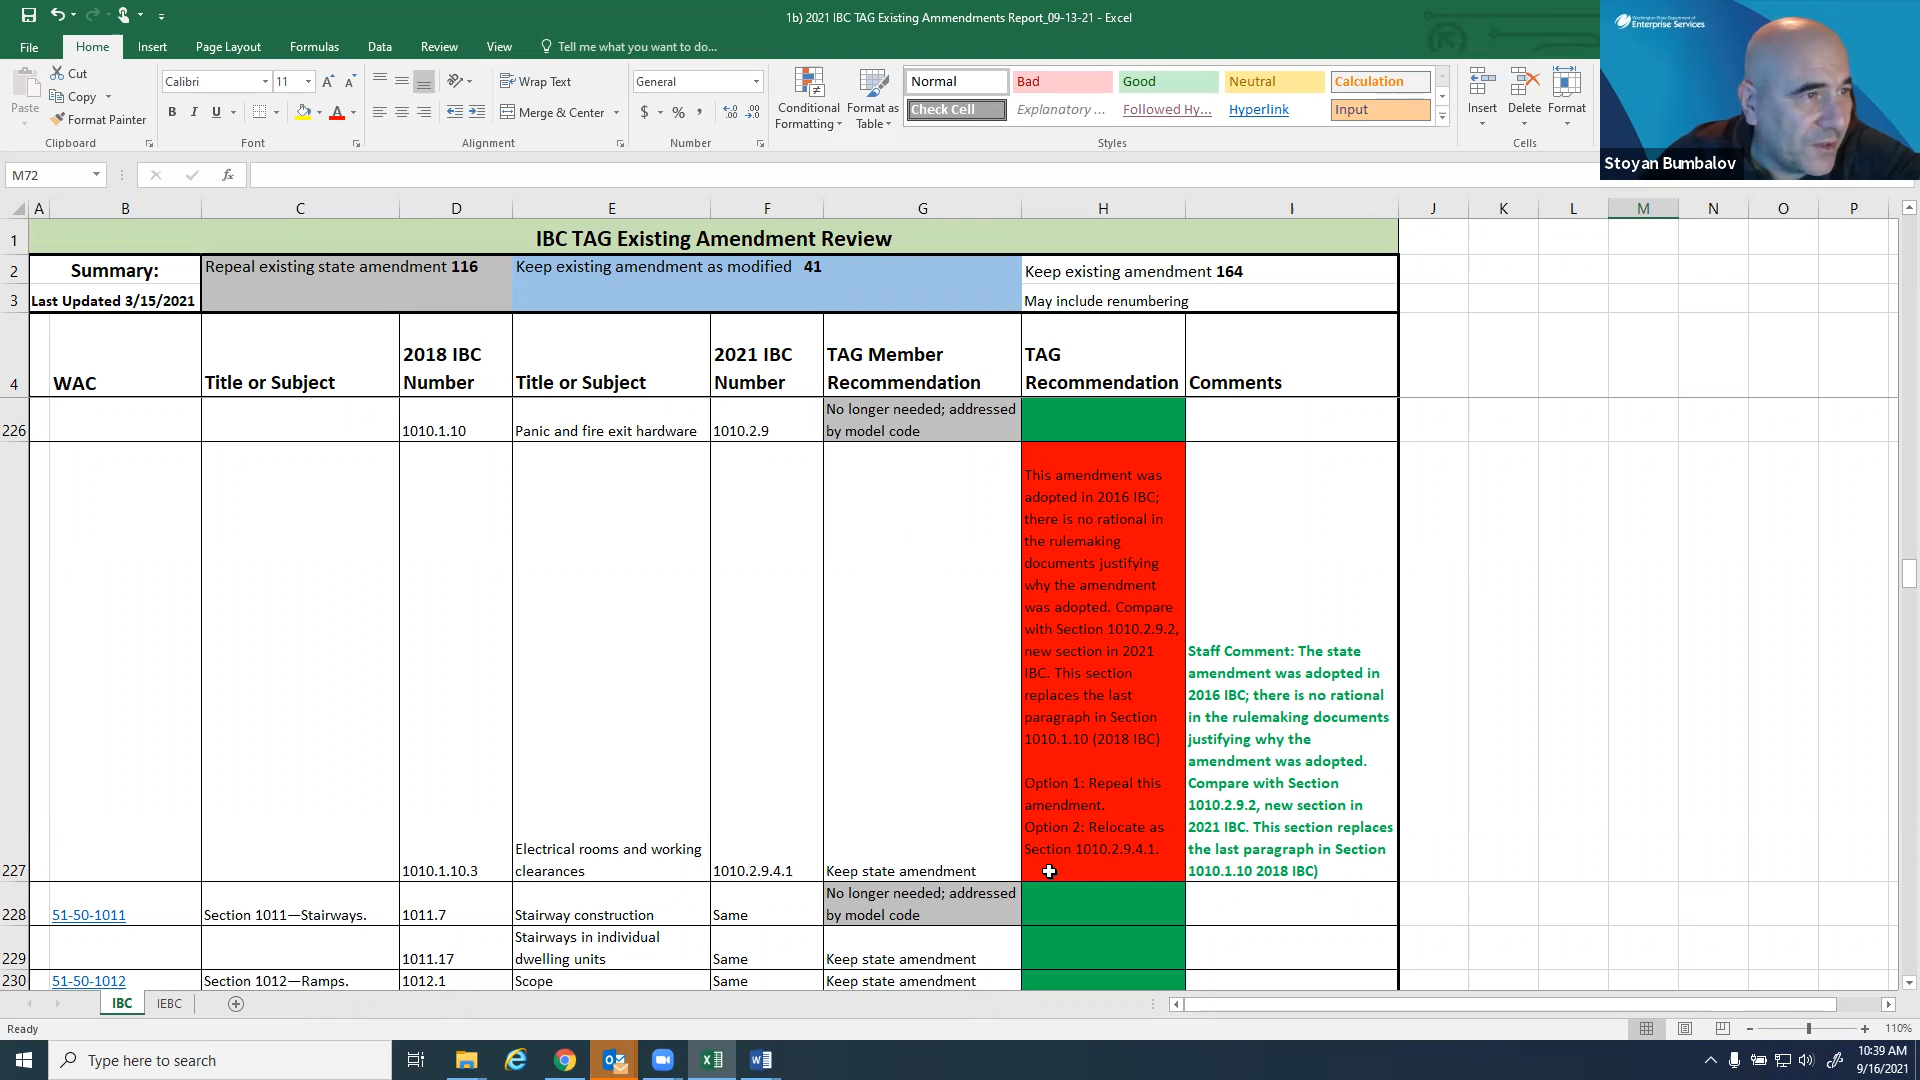 1b) 2021 IBC TAG Existing Ammendments Report_09-13-21 - Excel
File
Home
Insert
Page Layout
Formulas
Data
Review
View
Tell me what you want to do...
Washington State Department of
Enterprise Services
Stoyan Bumbalov
Paste
Cut
Copy
Format Painter
Clipboard
Calibri
11
B
I
U
Font
Wrap Text
Merge & Center
Alignment
General
$
%
Number
Conditional
Formatting
Format as
Table
Normal
Bad
Good
Neutral
Calculation
Check Cell
Explanatory ...
Followed Hy...
Hyperlink
Input
Styles
Insert
Delete
Format
Cells
M72
fx
A B C D E F G H I J K L M N O P
1
IBC TAG Existing Amendment Review
2
Summary:
Repeal existing state amendment 116
Keep existing amendment as modified 41
Keep existing amendment 164
3
Last Updated 3/15/2021
May include renumbering
4
WAC
Title or Subject
2018 IBC
Number
Title or Subject
2021 IBC
Number
TAG Member
Recommendation
TAG
Recommendation
Comments
226
1010.1.10
Panic and fire exit hardware
1010.2.9
No longer needed; addressed
by model code
227
1010.1.10.3
Electrical rooms and working
clearances
1010.2.9.4.1
Keep state amendment
This amendment was
adopted in 2016 IBC;
there is no rational in
the rulemaking
documents justifying
why the amendment
was adopted. Compare
with Section 1010.2.9.2,
new section in 2021
IBC. This section
replaces the last
paragraph in Section
1010.1.10 (2018 IBC)
Option 1: Repeal this
amendment.
Option 2: Relocate as
Section 1010.2.9.4.1.
Staff Comment: The state
amendment was adopted in
2016 IBC; there is no rational
in the rulemaking documents
justifying why the
amendment was adopted.
Compare with Section
1010.2.9.2, new section in
2021 IBC. This section replaces
the last paragraph in Section
1010.1.10 2018 IBC)
228
51-50-1011
Section 1011—Stairways.
1011.7
Stairway construction
Same
No longer needed; addressed
by model code
229
1011.17
Stairways in individual
dwelling units
Same
Keep state amendment
230
51-50-1012
Section 1012—Ramps.
1012.1
Scope
Same
Keep state amendment
IBC
IEBC
Ready
110%
Type here to search
10:39 AM
9/16/2021